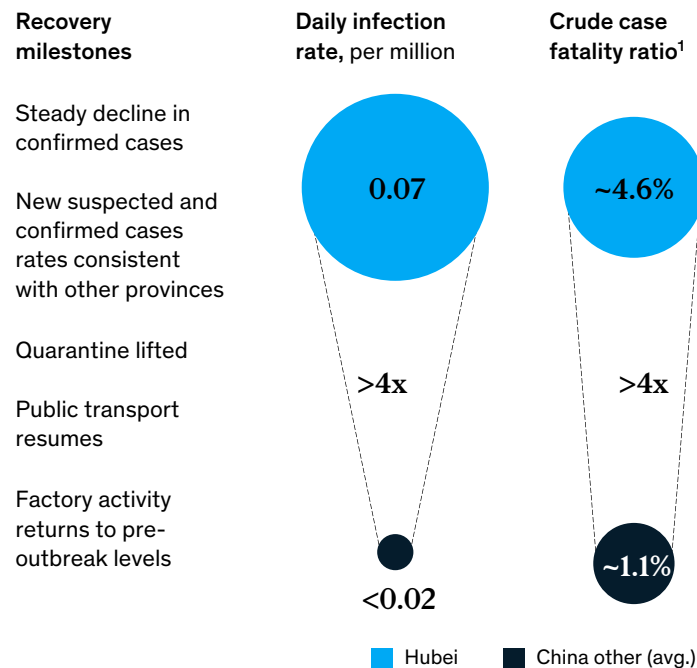 Recovery
milestones
Steady decline in
confirmed cases
New suspected and
confirmed cases
rates consistent
with other provinces
Quarantine lifted
Public transport
resumes
Factory activity
returns to pre-
outbreak levels
Daily infection
rate, per million
0.07
>4x
<0.02
Crude case
fatality ratio¹
~4.6%
>4x
~1.1%
Hubei
China other (avg.)